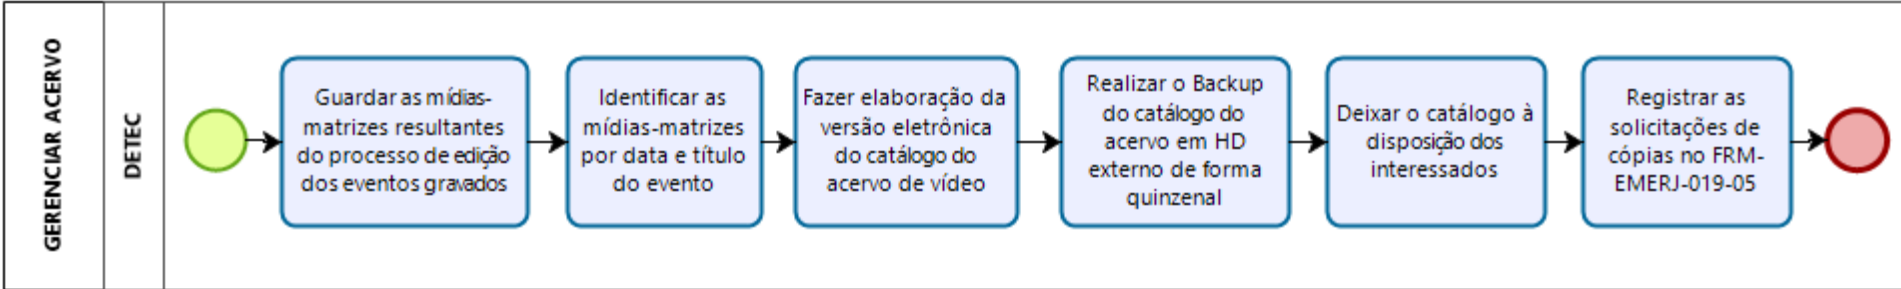 GERENCIAR ACERVO
DETEC
Guardar as mídias-
matrizes resultantes
do processo de edição
dos eventos gravados
Identificar as
mídias-matrizes
por data e título
do evento
Fazer elaboração da
versão eletrônica
do catálogo do
acervo de vídeo
Realizar o Backup
do catálogo do
acervo em HD
externo de forma
quinzenal
Deixar o catálogo à
disposição dos
interessados
Registrar as
solicitações de
cópias no FRM-
EMERJ-019-05